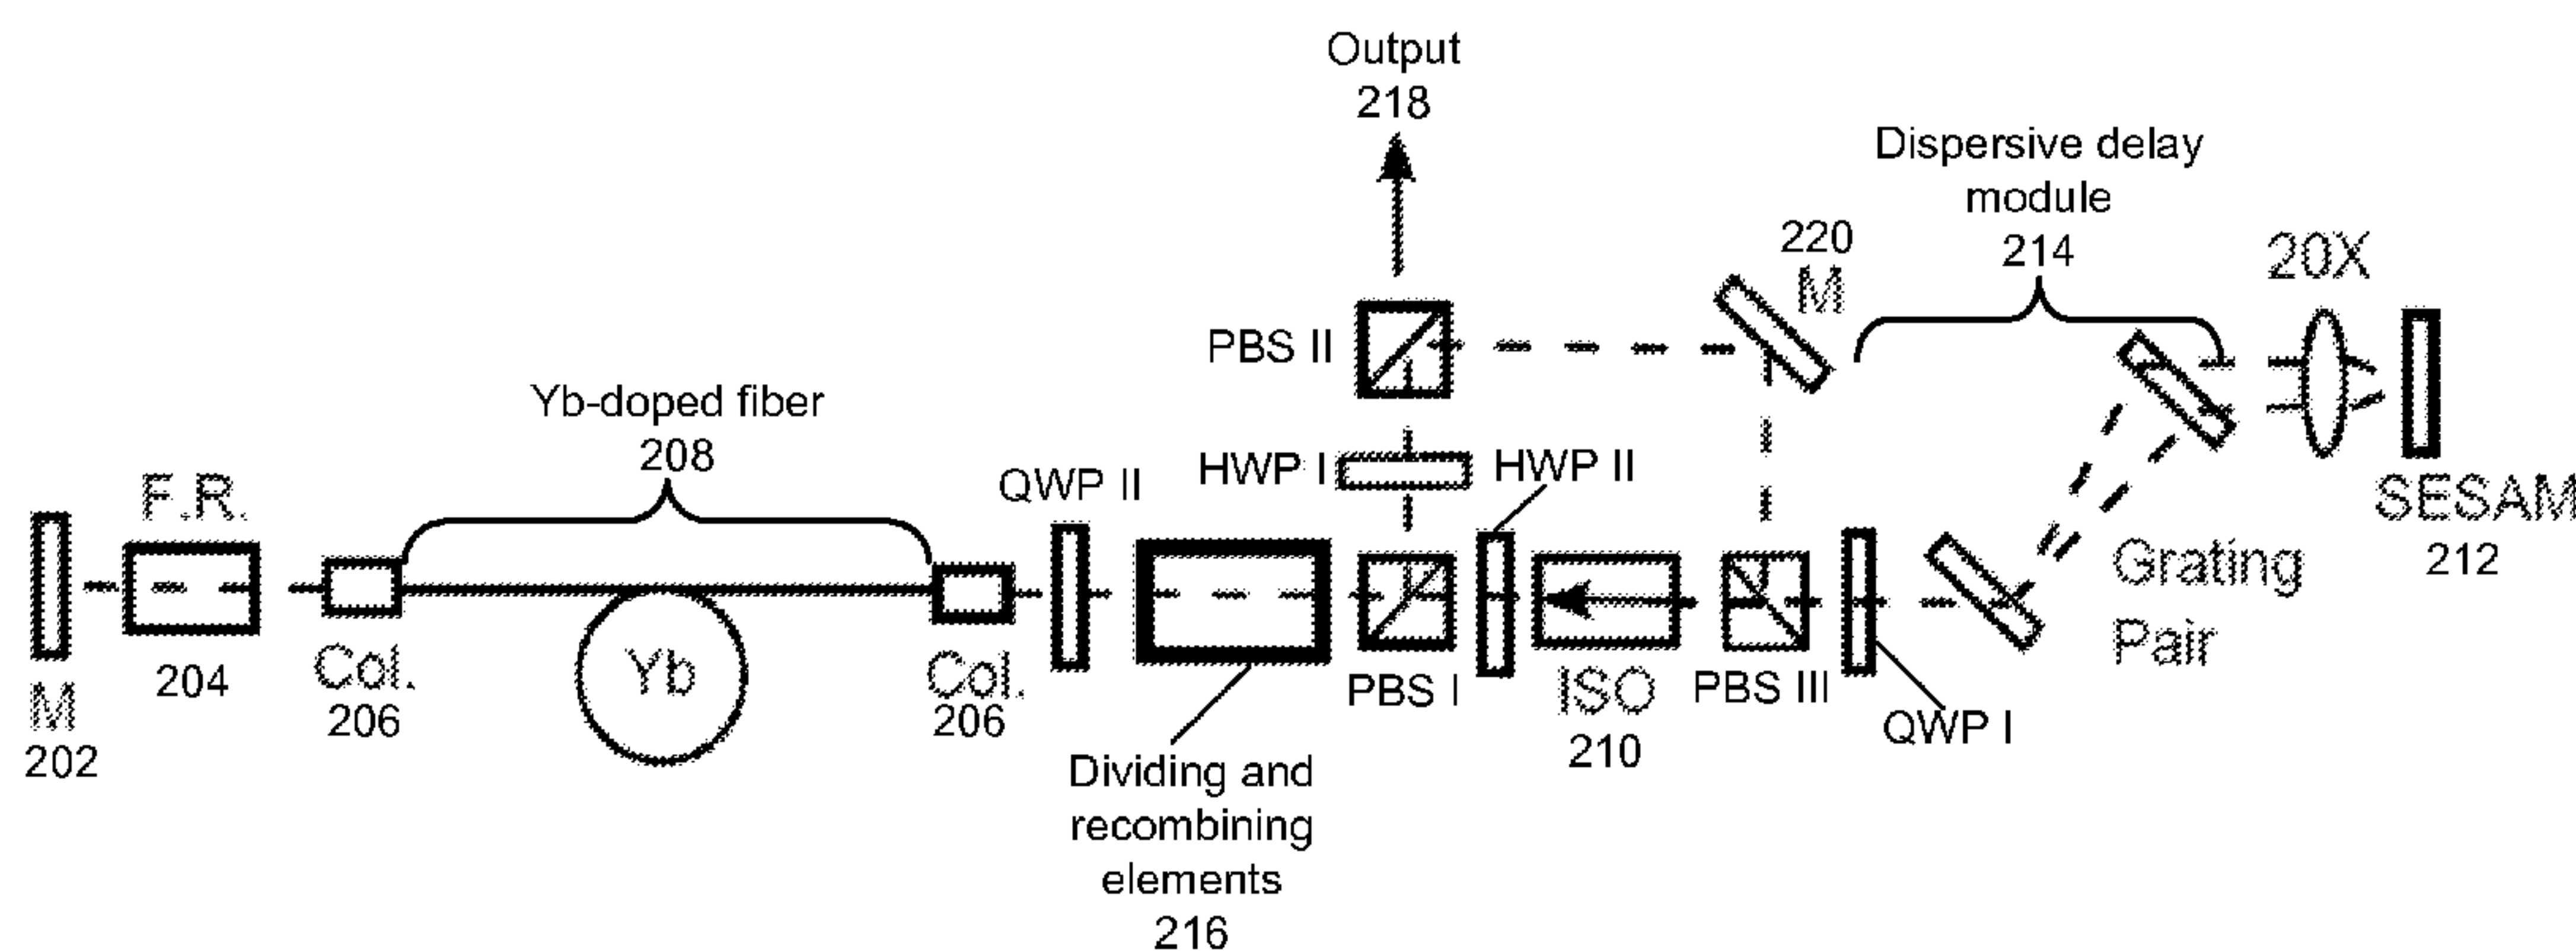 Output
218
Dispersive delay
module
214
220
M
20X
PBS II
Yb-doped fiber
208
HWP I
HWP II
F.R.
QWP II
SESAM
212
Grating
Pair
204
Col.
206
Yb
Col.
206
M
202
PBS I
ISO
210
PBS III
QWP I
Dividing and
recombining
elements
216